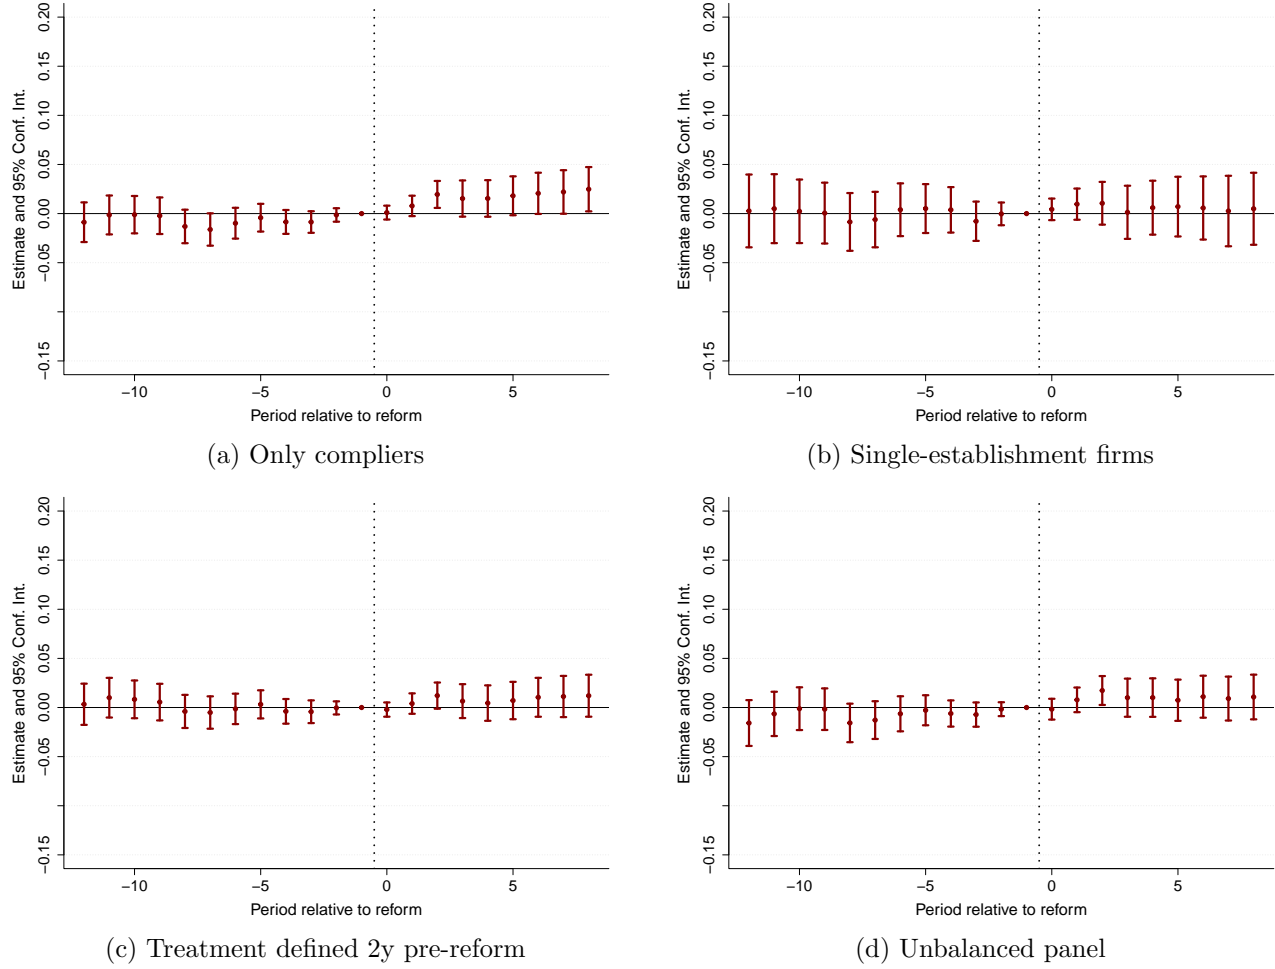 0.20
0.15
0.10
0.05
0.00
−0.05
−0.15
Estimate and 95% Conf. Int.
−10 −5 0 5
Period relative to reform
(a) Only compliers
0.20
0.15
0.10
0.05
0.00
−0.05
−0.15
Estimate and 95% Conf. Int.
−10 −5 0 5
Period relative to reform
(b) Single-establishment firms
0.20
0.15
0.10
0.05
0.00
−0.05
−0.15
Estimate and 95% Conf. Int.
−10 −5 0 5
Period relative to reform
(c) Treatment defined 2y pre-reform
0.20
0.15
0.10
0.05
0.00
−0.05
−0.15
Estimate and 95% Conf. Int.
−10 −5 0 5
Period relative to reform
(d) Unbalanced panel